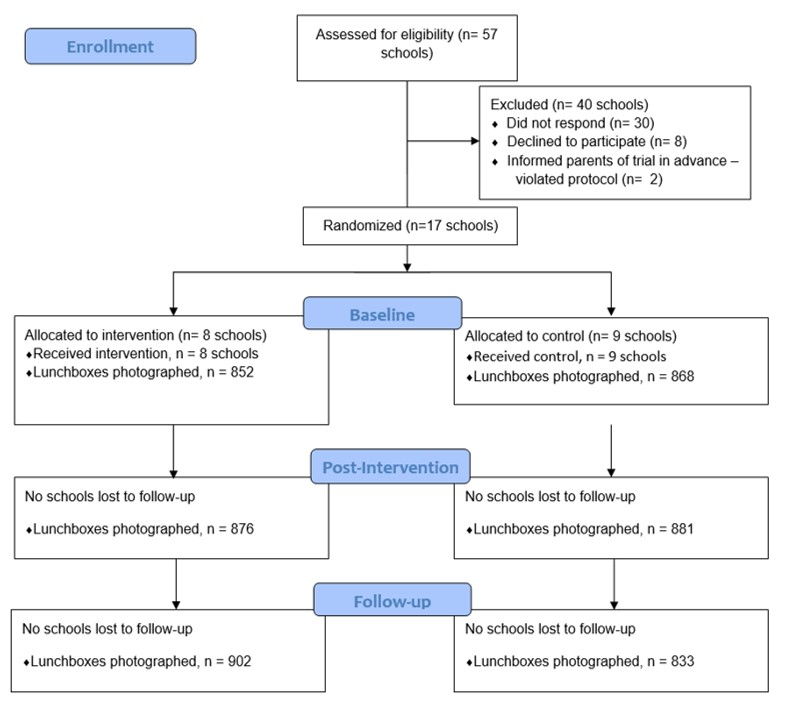 Enrollment
Assessed for eligibility (n= 57
schools)
Excluded (n= 40 schools)
♦ Did not respond (n= 30)
♦ Declined to participate (n= 8)
♦ Informed parents of trial in advance –
violated protocol (n=  2)
Randomized (n=17 schools)
Baseline
Allocated to intervention (n= 8 schools)
♦Received intervention, n = 8 schools
♦Lunchboxes photographed, n = 852
Allocated to control (n= 9 schools)
♦Received control, n = 9 schools
♦Lunchboxes photographed, n = 868
Post-Intervention
No schools lost to follow-up
♦Lunchboxes photographed, n = 876
No schools lost to follow-up
♦Lunchboxes photographed, n = 881
Follow-up
No schools lost to follow-up
♦Lunchboxes photographed, n = 902
No schools lost to follow-up
♦Lunchboxes photographed, n = 833